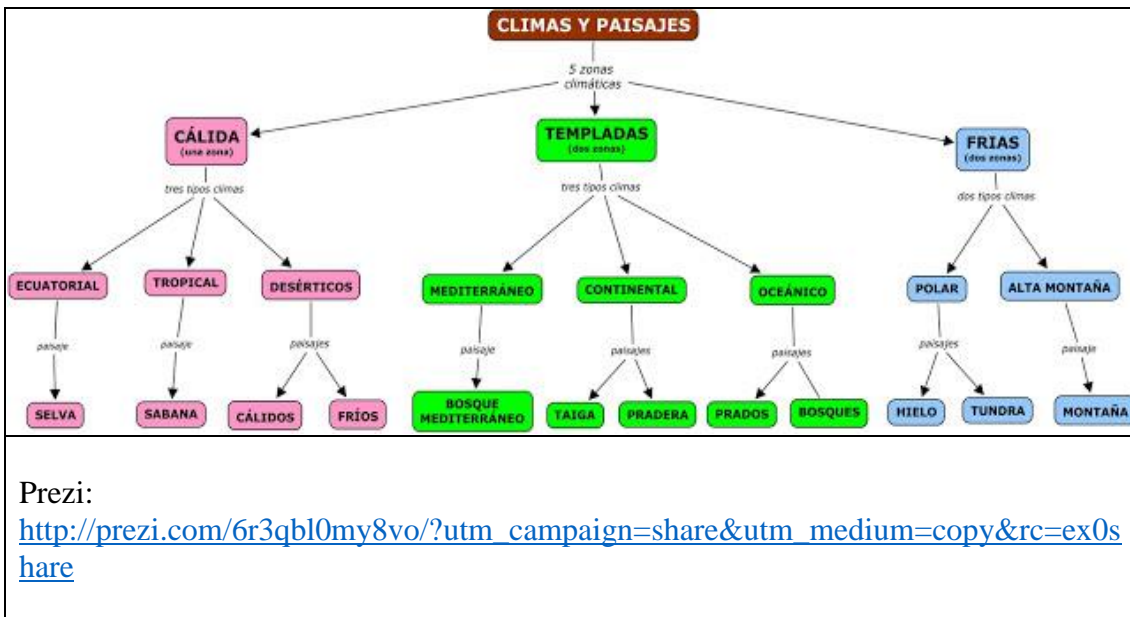 CLIMAS Y PAISAJES
5 zonas
climáticas
CÁLIDA
(una zona)
TEMPLADAS
(dos zonas)
FRIAS
(dos zonas)
tres tipos climas
tres tipos climas
dos tipos climas
ECUATORIAL
TROPICAL
DESÉRTICOS
MEDITERRÁNEO
CONTINENTAL
OCEÁNICO
POLAR
ALTA MONTAÑA
paisaje
paisaje
paisajes
paisaje
paisajes
paisajes
paisajes
paisaje
SELVA
SABANA
CÁLIDOS
FRÍOS
BOSQUE
MEDITERRÁNEO
TAIGA
PRADERA
PRADOS
BOSQUES
HIELO
TUNDRA
MONTAÑA
Prezi:
http://prezi.com/6r3qbl0my8vo/?utm_campaign=share&utm_medium=copy&rc=ex0s
hare